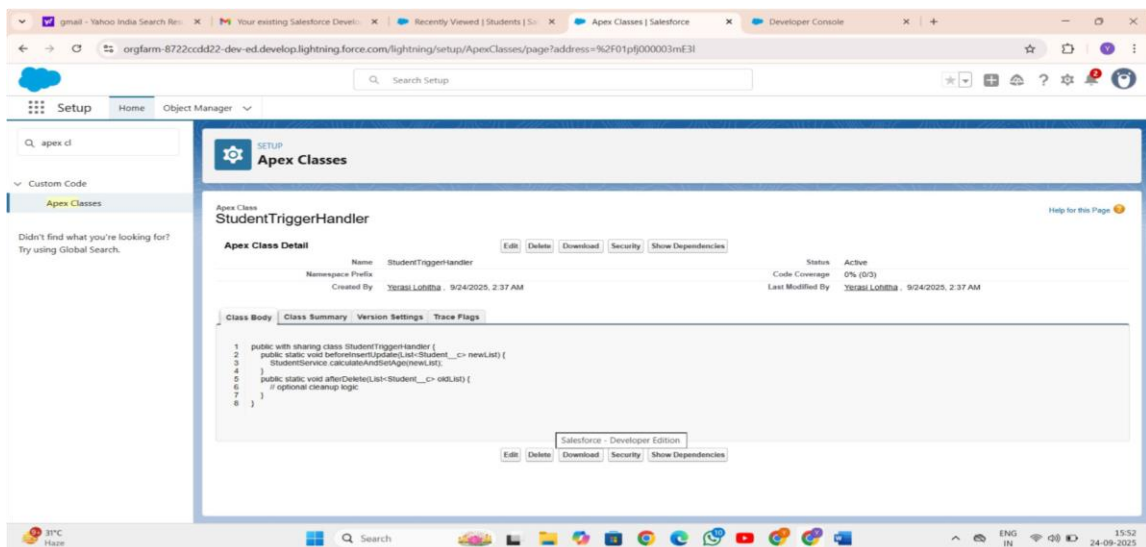 gmail - Yahoo India Search Res
Your existing Salesforce Develo
Recently Viewed | Students | Sa
Apex Classes | Salesforce
Developer Console
orgfarm-8722ccdd22-dev-ed.develop.lightning.force.com/lightning/setup/ApexClasses/page?address=%2F01pfj000003mE3l
Search Setup
2
Setup Home Object Manager
apex cl
Custom Code
Apex Classes
Didn't find what you're looking for?
Try using Global Search.
SETUP
Apex Classes
Apex Class
StudentTriggerHandler
Help for this Page
Apex Class Detail
Edit Delete Download Security Show Dependencies
Name StudentTriggerHandler Status Active
Namespace Prefix Code Coverage 0% (0/3)
Created By Yerasi Lohitha , 9/24/2025, 2:37 AM Last Modified By Yerasi Lohitha , 9/24/2025, 2:37 AM
Class Body Class Summary Version Settings Trace Flags
1 public with sharing class StudentTriggerHandler {
2 public static void beforeInsertUpdate(List<Student__c> newList) {
3 StudentService.calculateAndSetAge(newList);
4 }
5 public static void afterDelete(List<Student__c> oldList) {
6 // optional cleanup logic
7 }
8 }
Salesforce - Developer Edition
Edit Delete Download Security Show Dependencies
31°C
Haze
Search
ENG
IN
15:52
24-09-2025